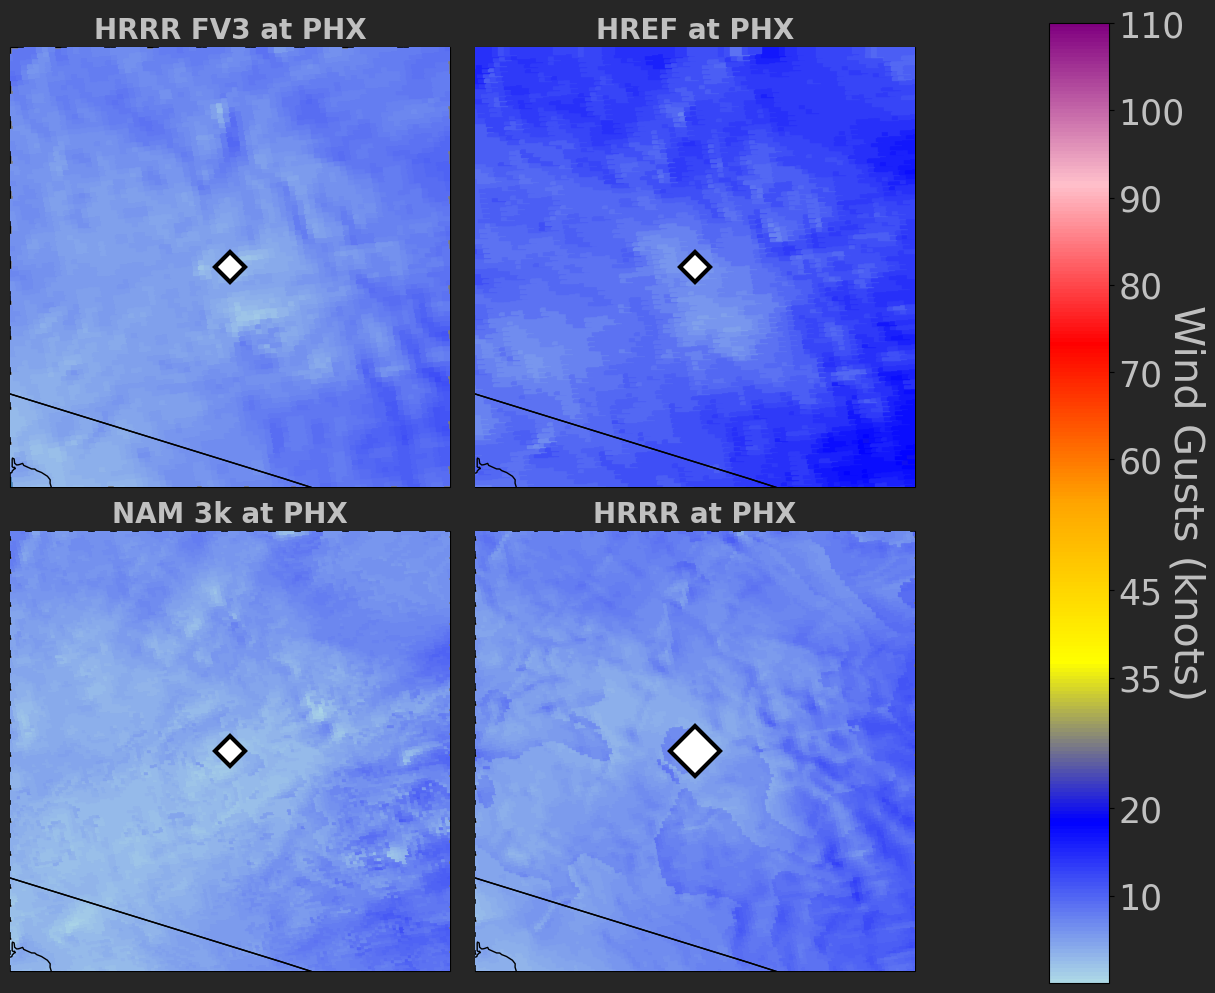 HRRR FV3 at PHX
HREF at PHX
NAM 3k at PHX
HRRR at PHX
110
100
90
80
70
60
45
35
20
10
Wind Gusts (knots)